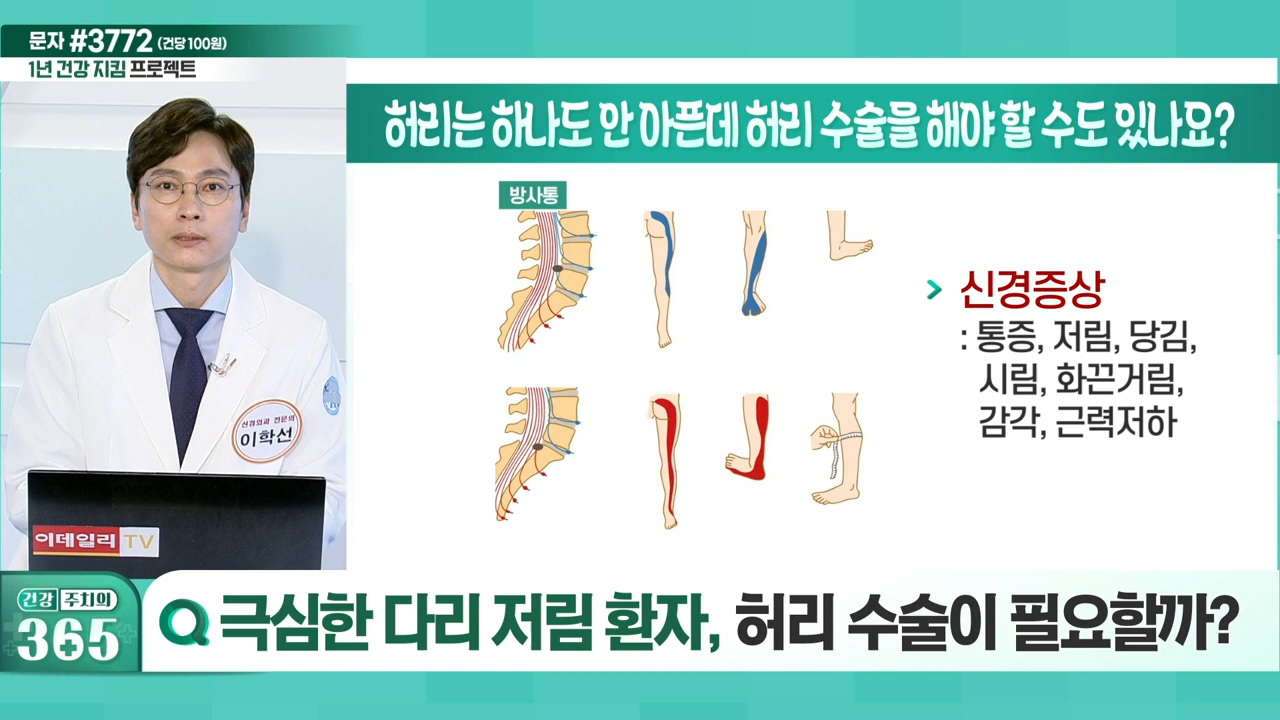 문자 #3772 (건당 100원)
1년 건강 지킴 프로젝트
허리는 하나도 안 아픈데 허리 수술을 해야 할 수도 있나요?
방사통
신경증상
: 통증, 저림, 당김,
시림, 화끈거림,
감각, 근력저하
신경외과 전문의
이학선
이데일리 TV
건강 주치의
365
Q 극심한 다리 저림 환자, 허리 수술이 필요할까?